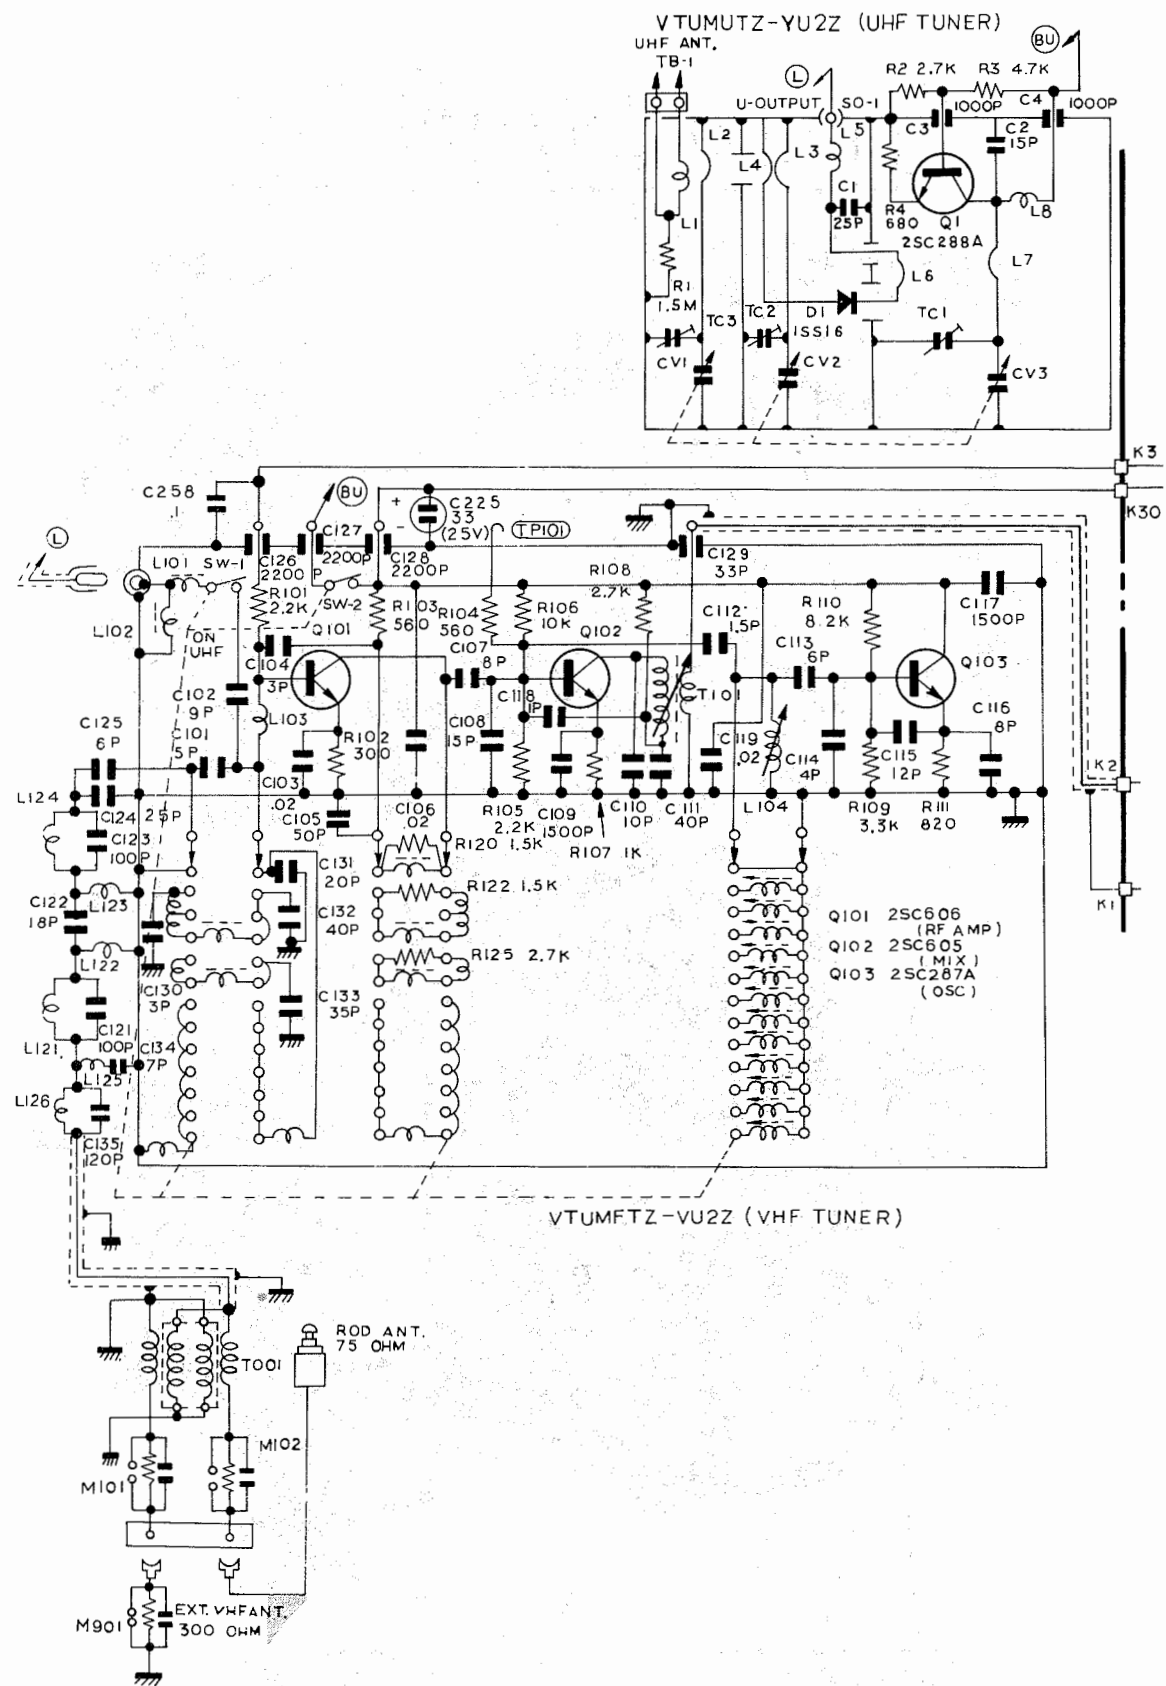 VTUMUTZ-YU2Z (UHF TUNER)
UHF ANT.
TB-1
BU
L
R2 2.7K
R3 4.7K
U-OUTPUT
SO-1
1000P
C4
1000P
C3
C2
15P
L2
L3
L5
L4
C1
25P
R4
680
Q1
2SC288A
L8
L1
L7
L6
R1
1.5M
TC3
TC2
D1
1SS16
TC1
CV1
CV2
CV3
K3
K30
C258
.1
BU
+
-
C225
33
(25V)
TP101
L
C127
2200P
L101
SW-1
C126
2200P
C128
2200P
C129
33P
R101
2.2K
SW-2
R103
560
R104
560
R106
10K
R108
2.7K
C112
1.5P
R110
8.2K
C117
1500P
L102
ON
UHF
Q101
C107
8P
Q102
C113
6P
Q103
C104
3P
C102
9P
L103
C118
1P
T101
C125
6P
C101
5P
R102
300
C108
15P
C119
.02
C116
8P
C103
.02
C114
4P
C115
12P
K2
L124
C124
25P
C105
50P
C106
.02
R105
2.2K
C109
1500P
C110
10P
C111
40P
L104
R109
3.3K
R111
820
C123
100P
R120 1.5K
R107 1K
C131
20P
R122 1.5K
K1
L123
C122
18P
C132
40P
Q101 2SC606
(RF AMP)
Q102 2SC605
(MIX)
Q103 2SC287A
(OSC)
L122
R125 2.7K
C130
3P
C133
35P
C121
100P
L121
C134
7P
L125
L126
C135
120P
VTUMFTZ-VU2Z (VHF TUNER)
ROD ANT.
75 OHM
T001
M102
M101
M901
EXT. VHF ANT.
300 OHM